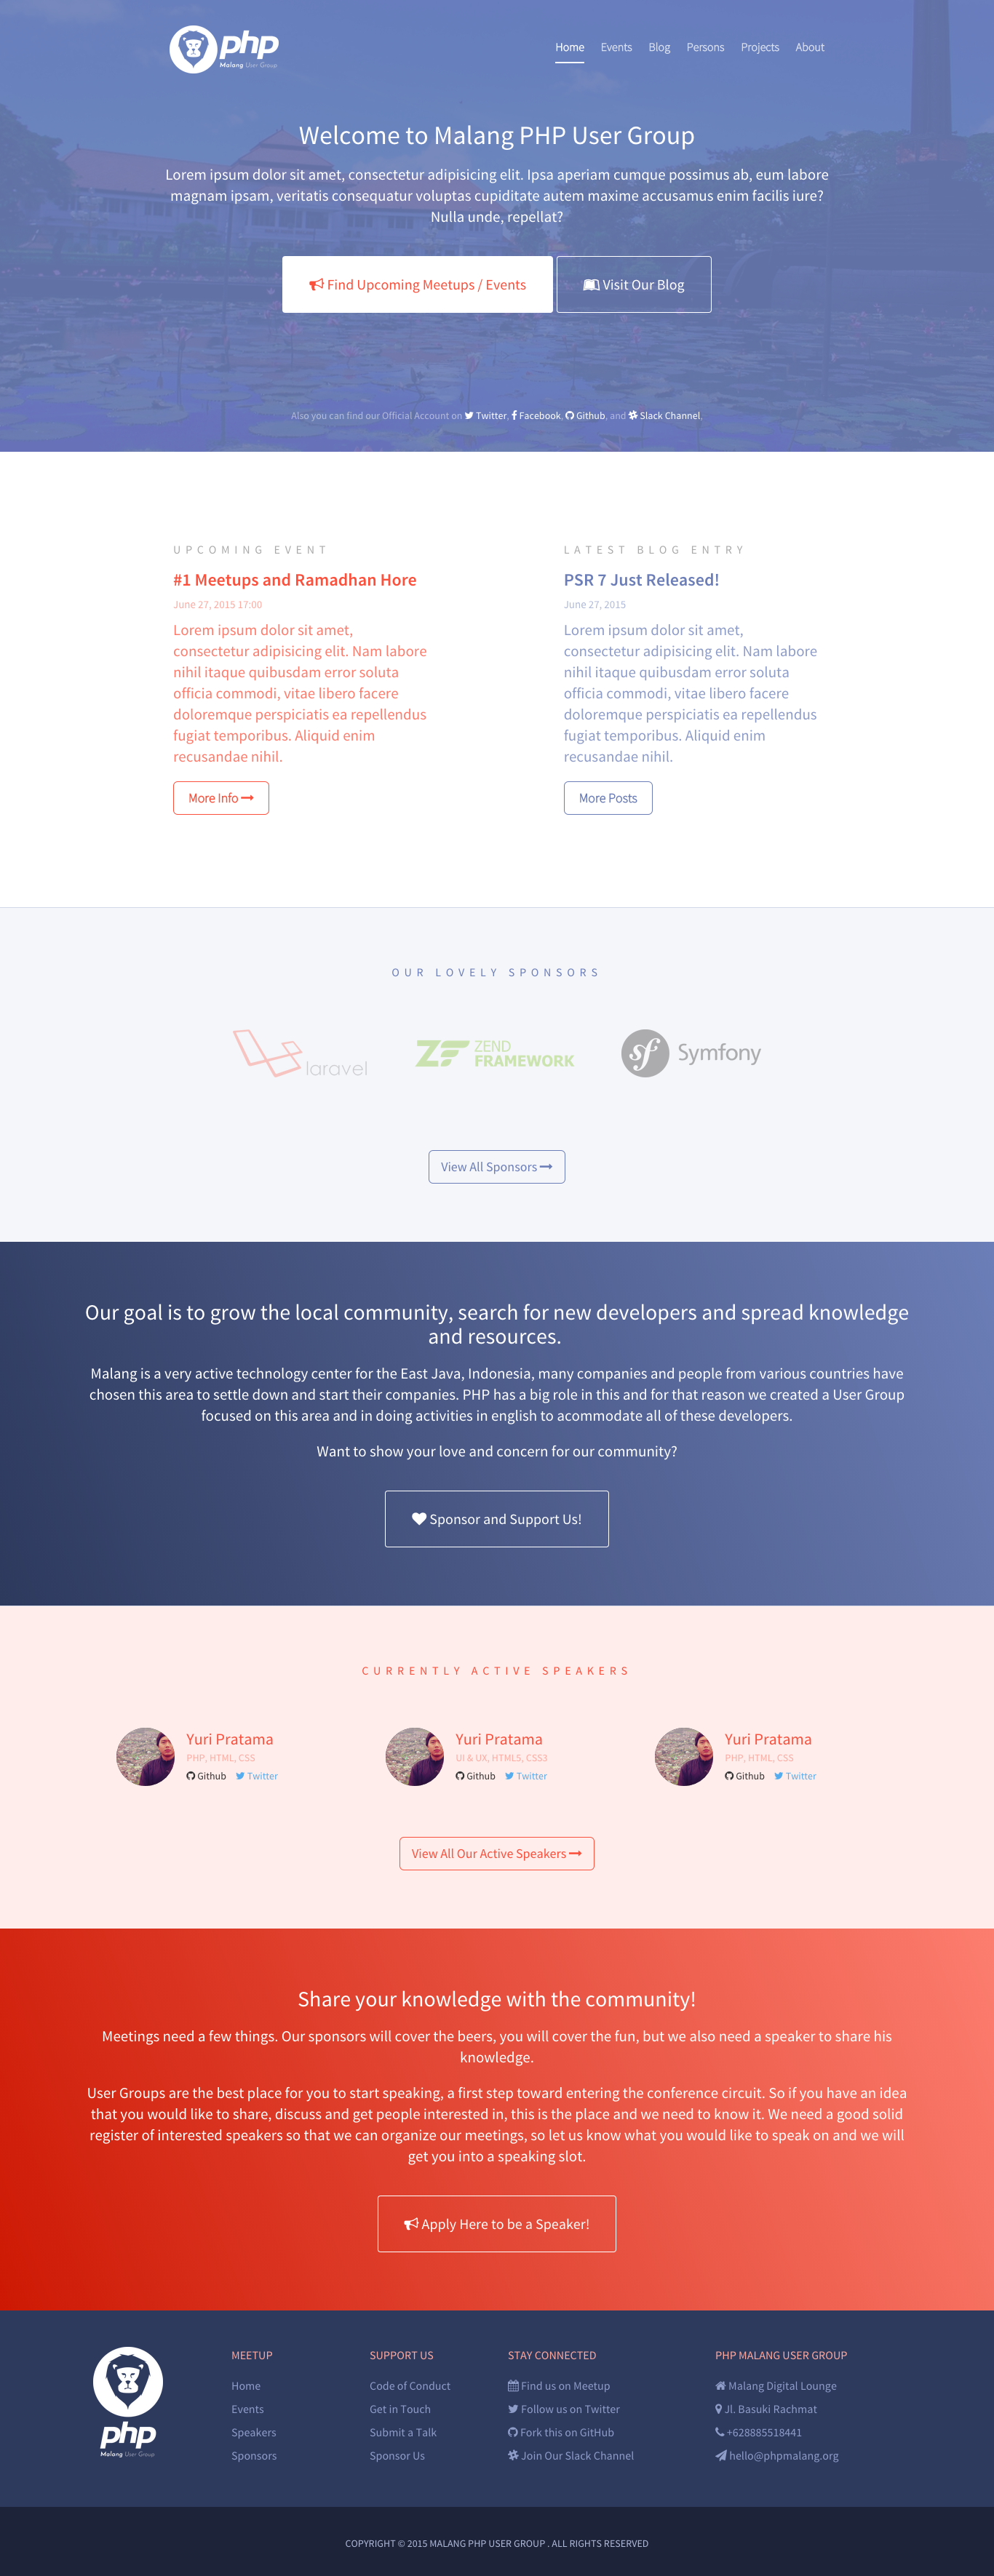 php
Malang User Group
Home Events Blog Persons Projects About
Welcome to Malang PHP User Group
Lorem ipsum dolor sit amet, consectetur adipisicing elit. Ipsa aperiam cumque possimus ab, eum labore
magnam ipsam, veritatis consequatur voluptas cupiditate autem maxime accusamus enim facilis iure?
Nulla unde, repellat?
Find Upcoming Meetups / Events
Visit Our Blog
Also you can find our Official Account on Twitter, Facebook, Github, and Slack Channel,
UPCOMING EVENT
#1 Meetups and Ramadhan Hore
June 27, 2015 17:00
Lorem ipsum dolor sit amet,
consectetur adipisicing elit. Nam labore
nihil itaque quibusdam error soluta
officia commodi, vitae libero facere
doloremque perspiciatis ea repellendus
fugiat temporibus. Aliquid enim
recusandae nihil.
More Info
LATEST BLOG ENTRY
PSR 7 Just Released!
June 27, 2015
Lorem ipsum dolor sit amet,
consectetur adipisicing elit. Nam labore
nihil itaque quibusdam error soluta
officia commodi, vitae libero facere
doloremque perspiciatis ea repellendus
fugiat temporibus. Aliquid enim
recusandae nihil.
More Posts
OUR LOVELY SPONSORS
laravel
ZF ZEND
FRAMEWORK
sf Symfony
View All Sponsors
Our goal is to grow the local community, search for new developers and spread knowledge
and resources.
Malang is a very active technology center for the East Java, Indonesia, many companies and people from various countries have
chosen this area to settle down and start their companies. PHP has a big role in this and for that reason we created a User Group
focused on this area and in doing activities in english to acommodate all of these developers.
Want to show your love and concern for our community?
Sponsor and Support Us!
CURRENTLY ACTIVE SPEAKERS
Yuri Pratama
PHP, HTML, CSS
Github Twitter
Yuri Pratama
UI & UX, HTML5, CSS3
Github Twitter
Yuri Pratama
PHP, HTML, CSS
Github Twitter
View All Our Active Speakers
Share your knowledge with the community!
Meetings need a few things. Our sponsors will cover the beers, you will cover the fun, but we also need a speaker to share his
knowledge.
User Groups are the best place for you to start speaking, a first step toward entering the conference circuit. So if you have an idea
that you would like to share, discuss and get people interested in, this is the place and we need to know it. We need a good solid
register of interested speakers so that we can organize our meetings, so let us know what you would like to speak on and we will
get you into a speaking slot.
Apply Here to be a Speaker!
php
Malang User Group
MEETUP
Home
Events
Speakers
Sponsors
SUPPORT US
Code of Conduct
Get in Touch
Submit a Talk
Sponsor Us
STAY CONNECTED
Find us on Meetup
Follow us on Twitter
Fork this on GitHub
Join Our Slack Channel
PHP MALANG USER GROUP
Malang Digital Lounge
Jl. Basuki Rachmat
+628885518441
hello@phpmalang.org
COPYRIGHT © 2015 MALANG PHP USER GROUP . ALL RIGHTS RESERVED